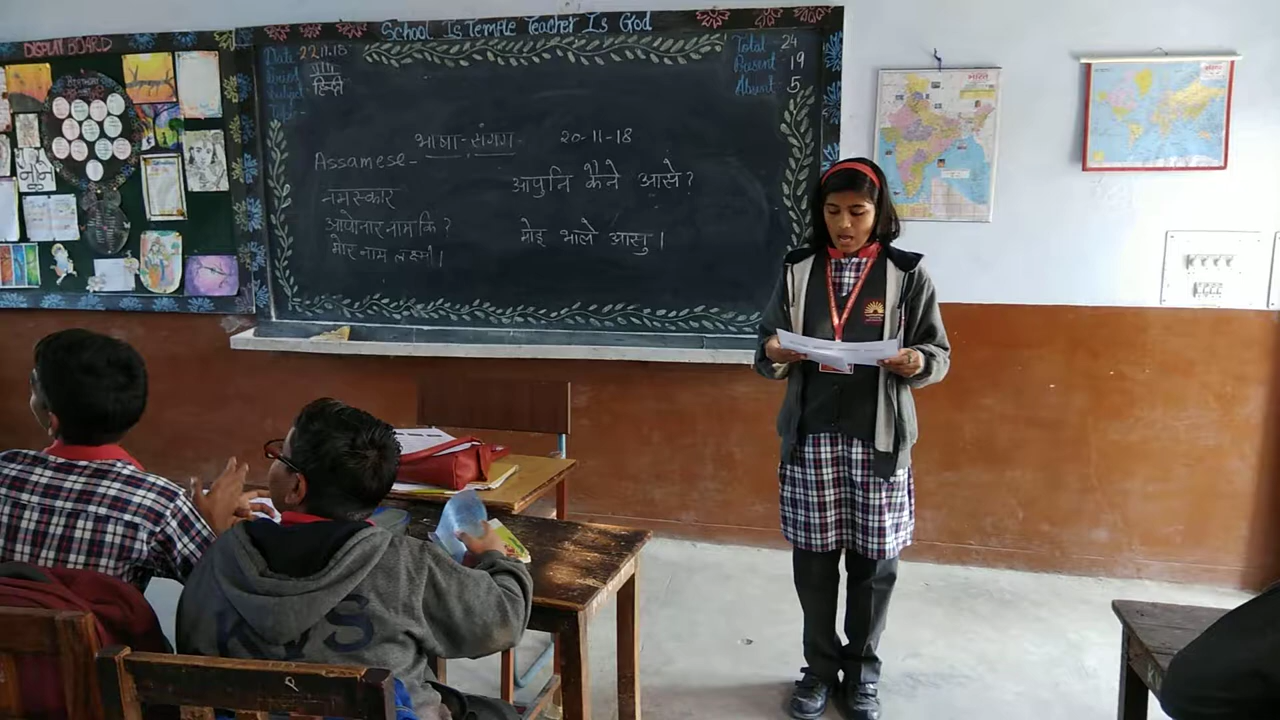 School Is Temple Teacher Is God
DISPLAY BOARD
Date 22.11.18
हिन्दी
Total - 24
Present - 19
Absent - 5
भाषा-संगम 20-11-18
Assamese -
नमस्कार
आपोनार नाम कि ?
मोर नाम लक्ष्मी।
आपुनि कैने आसे ?
मोइ भाले आसु।
भारत
KVS